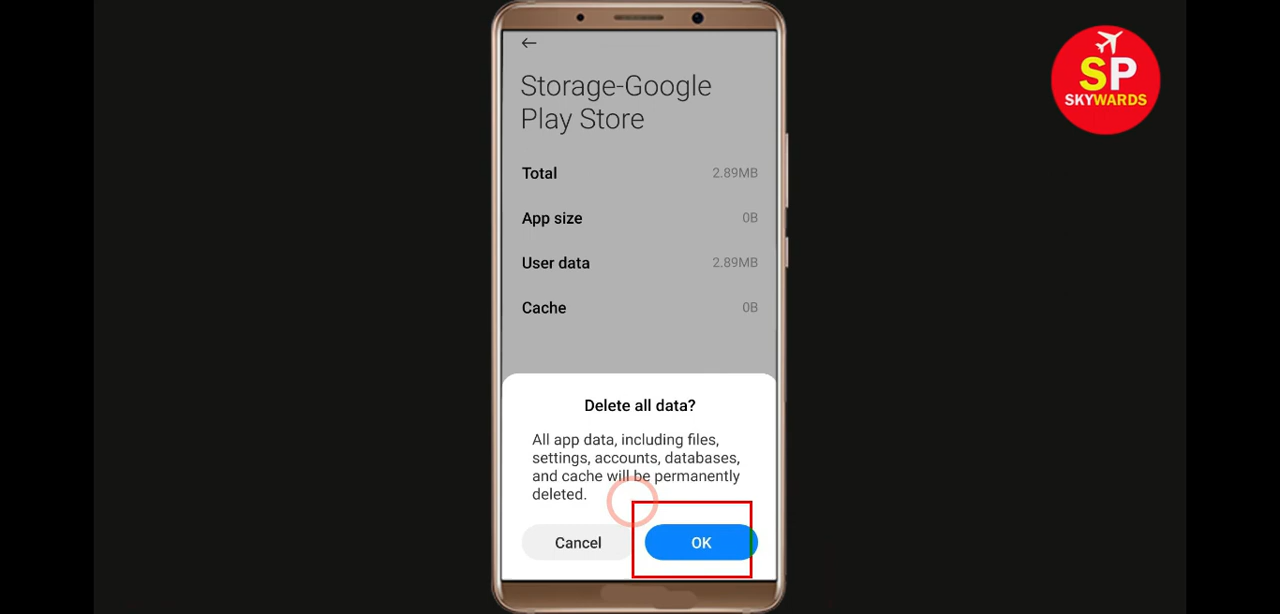 Storage-Google
Play Store
Total 2.89MB
App size 0B
User data 2.89MB
Cache 0B
Delete all data?
All app data, including files,
settings, accounts, databases,
and cache will be permanently
deleted.
Cancel OK
SP
SKYWARDS